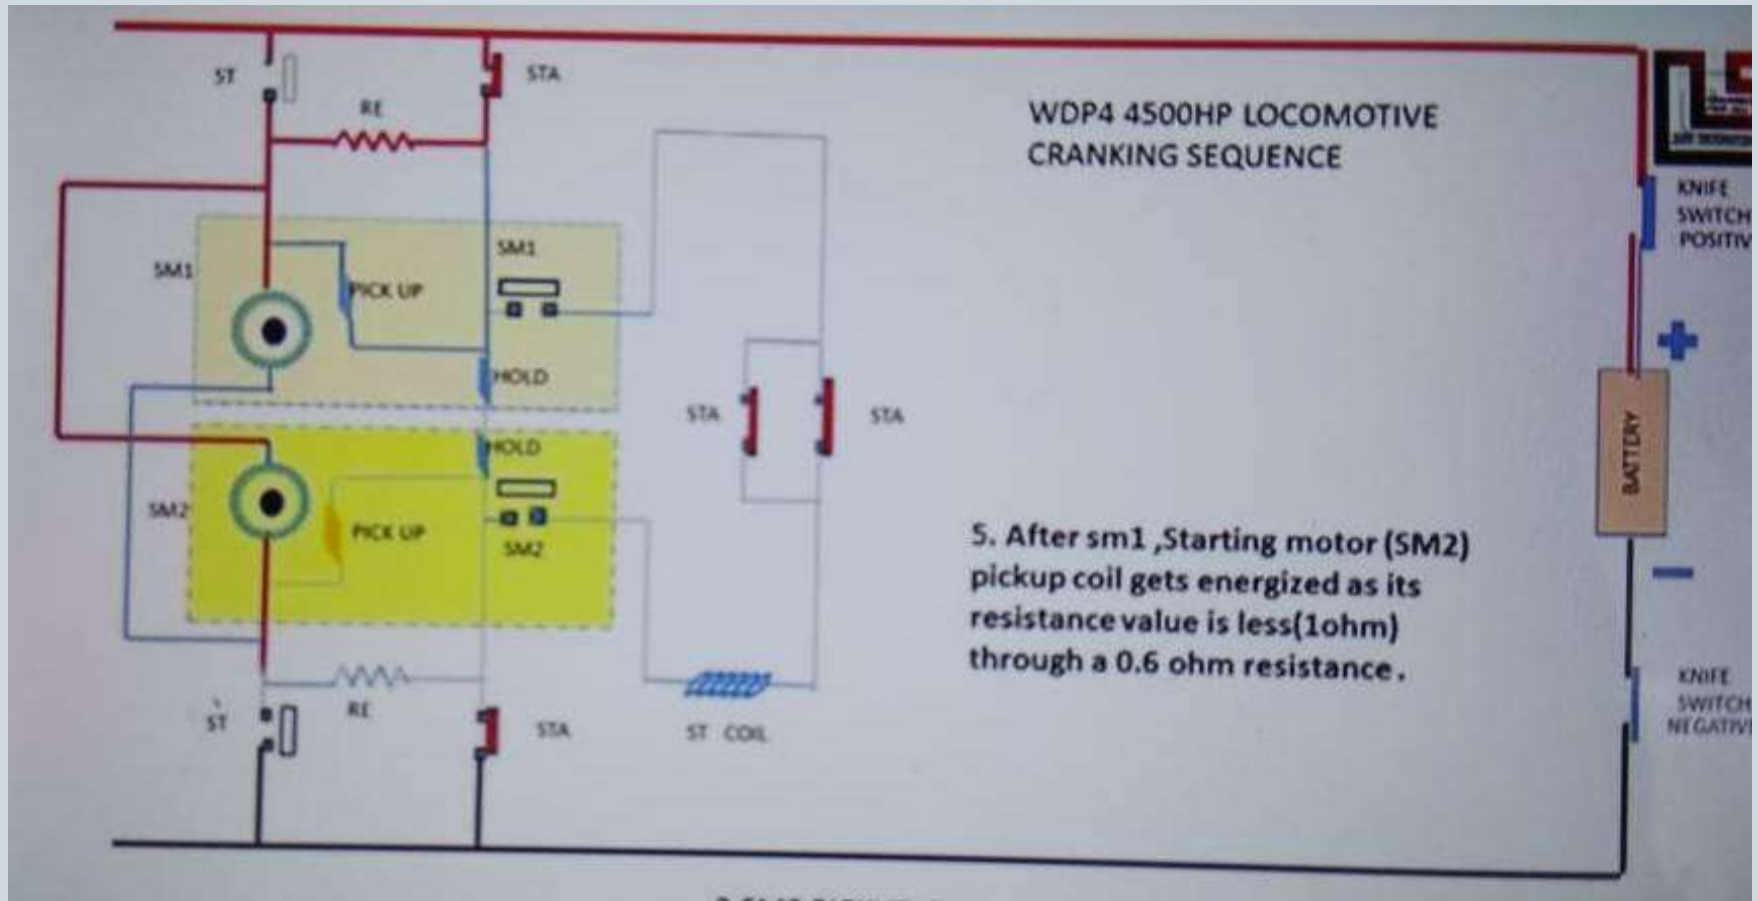 ST
STA
RE
WDP4 4500HP LOCOMOTIVE
CRANKING SEQUENCE
KNIFE
SWITCH
POSITIV
SM1
SM1
PICK UP
HOLD
STA
STA
BATTERY
HOLD
SM2
PICK UP
SM2
5. After sm1 ,Starting motor (SM2)
pickup coil gets energized as its
resistance value is less(1ohm)
through a 0.6 ohm resistance.
ST
RE
STA
ST COIL
KNIFE
SWITCH
NEGATIVE